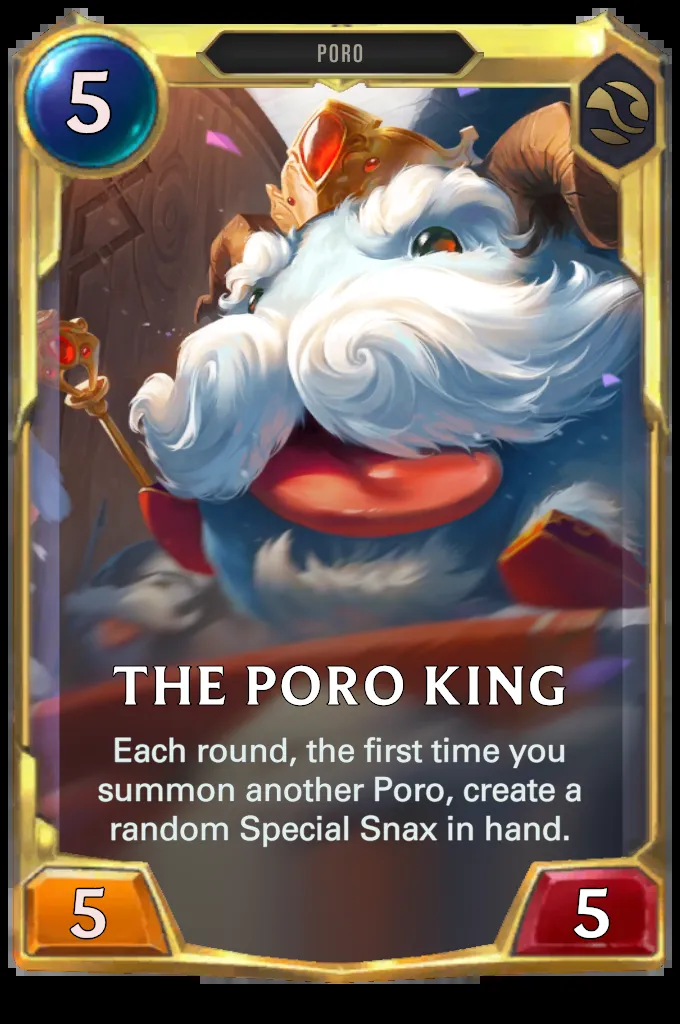 PORO
5
THE PORO KING
Each round, the first time you
summon another Poro, create a
random Special Snax in hand.
5
5